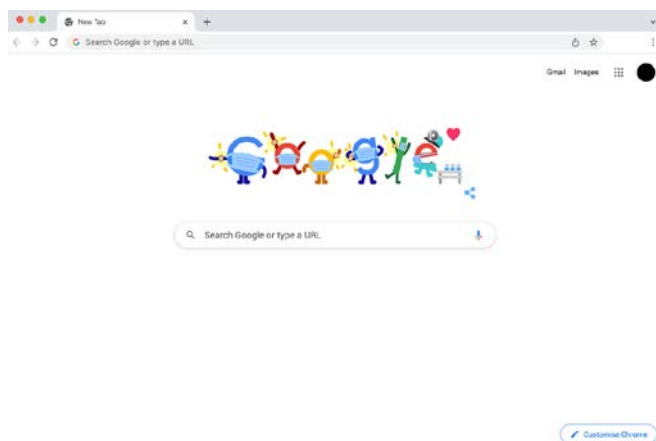 New Tab
Search Google or type a URL
Gmail Images
Google
Search Google or type a URL
Customise Chrome